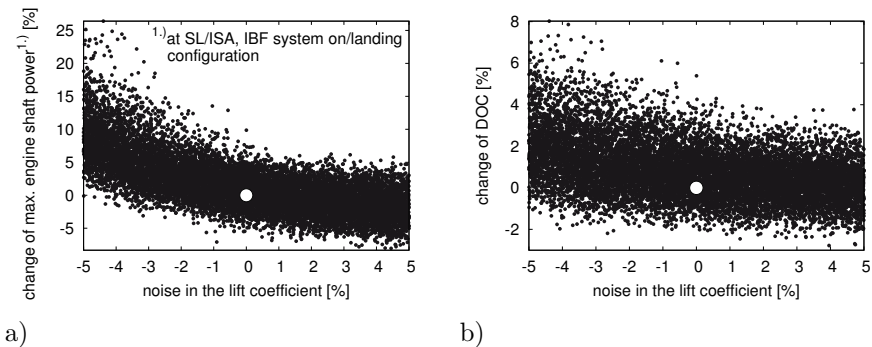 change of max. engine shaft power1.) [%]
25
20
15
10
5
0
-5
1.)at SL/ISA, IBF system on/landing
configuration
-5 -4 -3 -2 -1 0 1 2 3 4 5
noise in the lift coefficient [%]
a)
change of DOC [%]
8
6
4
2
0
-2
-5 -4 -3 -2 -1 0 1 2 3 4 5
noise in the lift coefficient [%]
b)